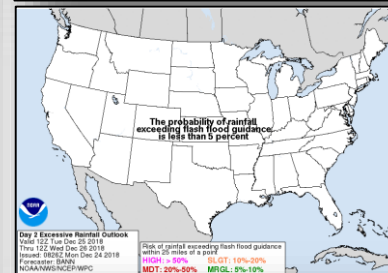 The probability of rainfall
exceeding flash flood guidance
is less than 5 percent
Day 2 Excessive Rainfall Outlook
Valid 12Z Tue Dec 25 2018
Thru 12Z Wed Dec 26 2018
Issued: 0826Z Mon Dec 24 2018
Forecaster: BANN
NOAA/NWS/NCEP/WPC
Risk of rainfall exceeding flash flood guidance
within 25 miles of a point
HIGH: > 50% SLGT: 10%-20%
MDT: 20%-50% MRGL: 5%-10%